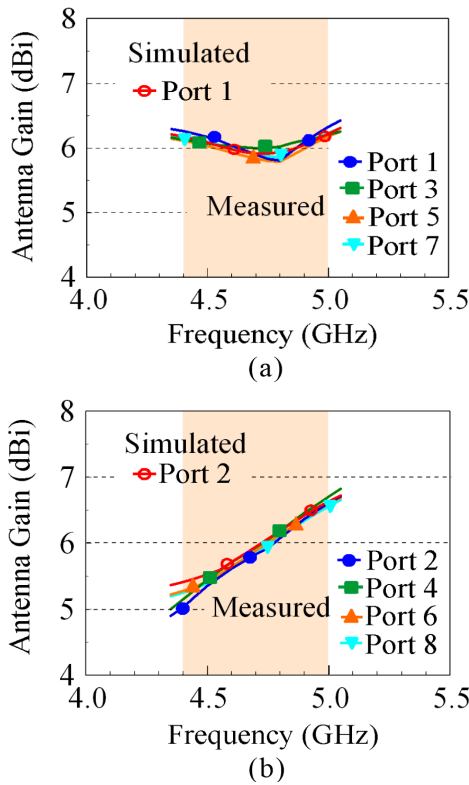 (a)
Antenna Gain (dBi)
8
7
6
5
4
Simulated
Port 1
Measured
Port 1
Port 3
Port 5
Port 7
4.0 4.5 5.0 5.5
Frequency (GHz)
(a)
Antenna Gain (dBi)
8
7
6
5
4
Simulated
Port 2
Measured
Port 2
Port 4
Port 6
Port 8
4.0 4.5 5.0 5.5
Frequency (GHz)
(b)